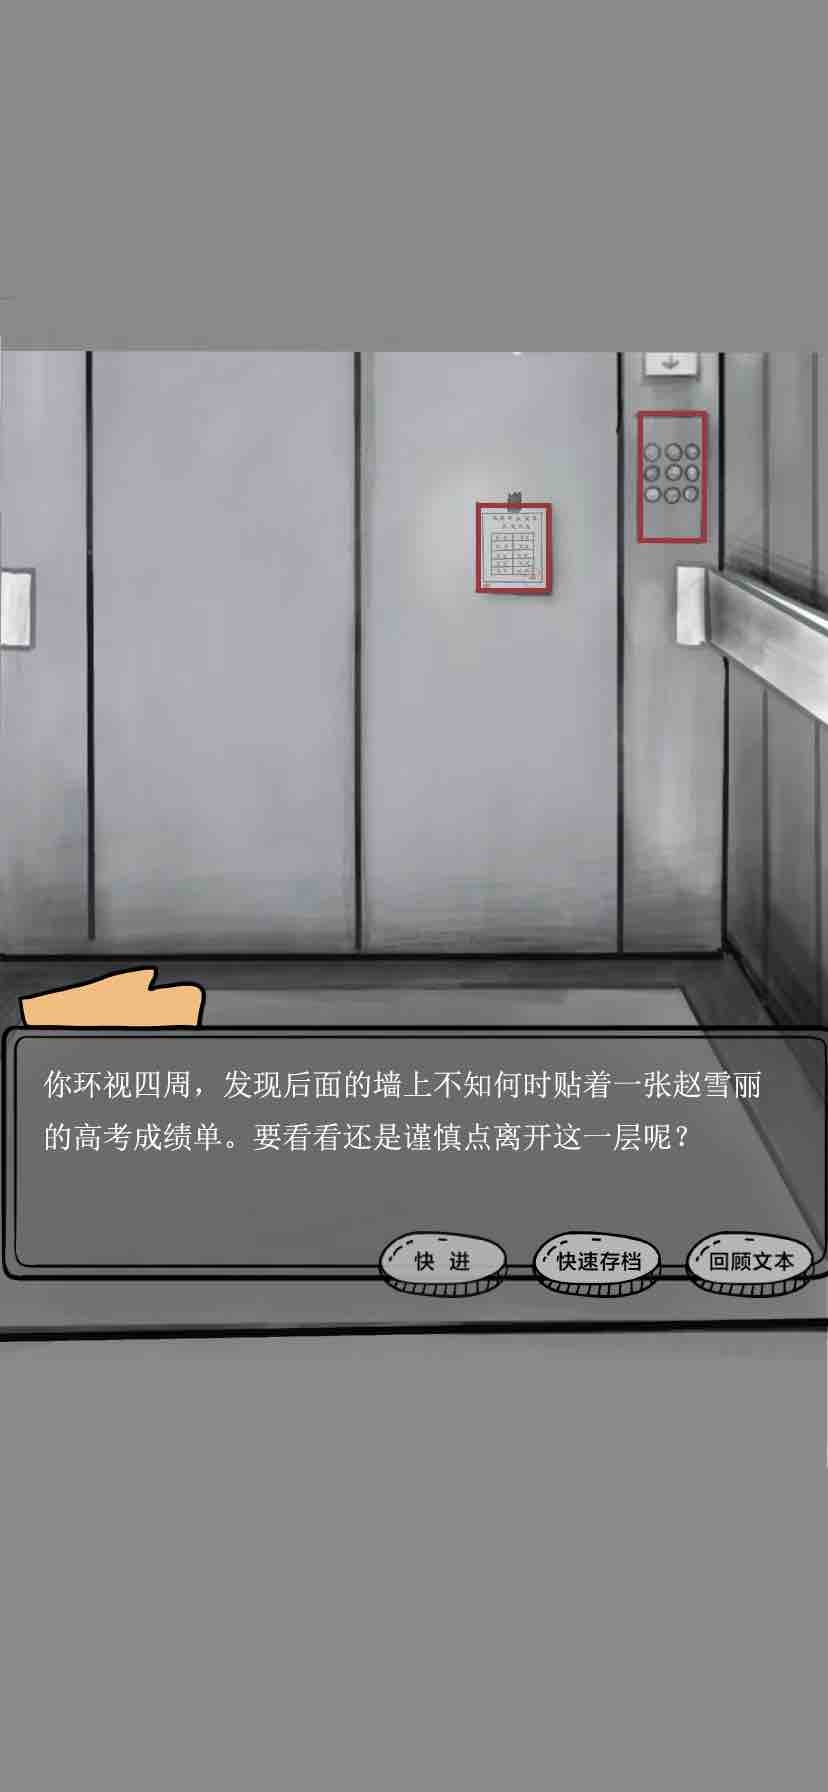 你环视四周，发现后面的墙上不知何时贴着一张赵雪丽
的高考成绩单。要看看还是谨慎点离开这一层呢？
快 进
快速存档
回顾文本